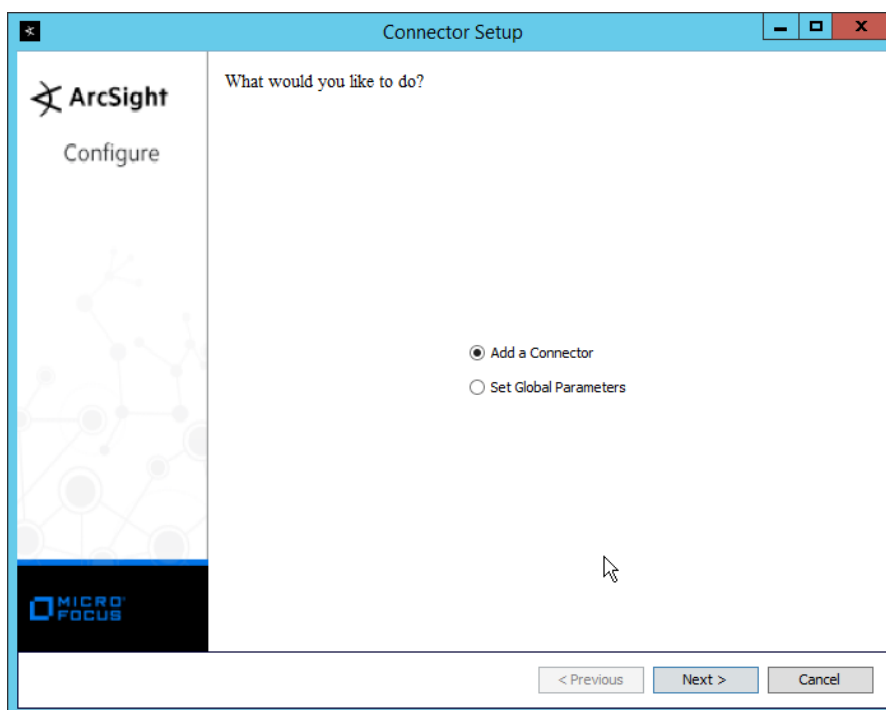 Connector Setup
ArcSight
Configure
What would you like to do?
Add a Connector
Set Global Parameters
MICRO
FOCUS
< Previous
Next >
Cancel